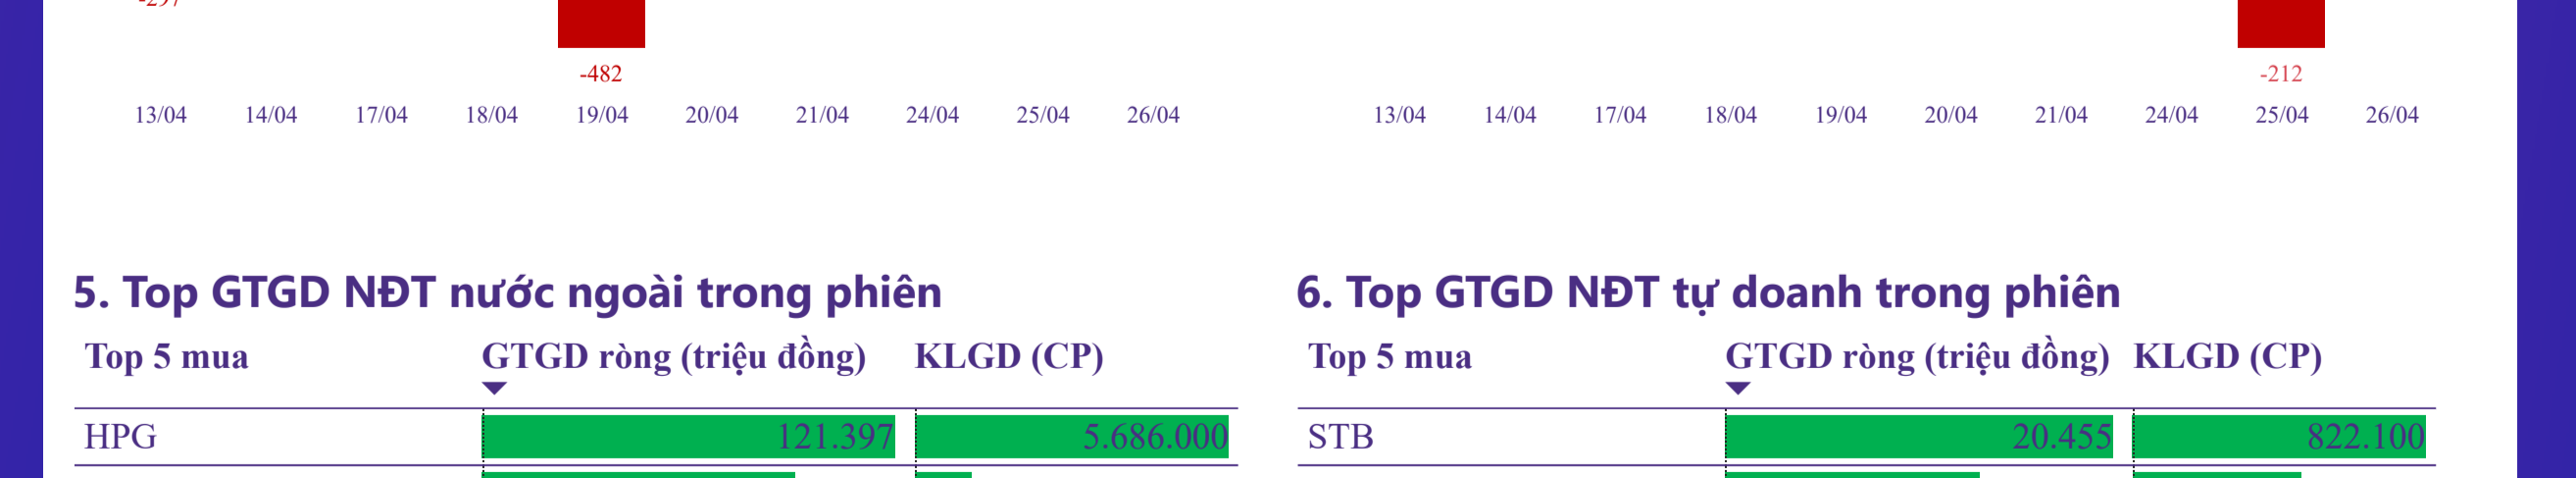 -297
-482
13/04 14/04 17/04 18/04 19/04 20/04 21/04 24/04 25/04 26/04
-212
13/04 14/04 17/04 18/04 19/04 20/04 21/04 24/04 25/04 26/04
5. Top GTGD NĐT nước ngoài trong phiên
Top 5 mua GTGD ròng (triệu đồng) KLGD (CP)
HPG 121.397 5.686.000
6. Top GTGD NĐT tự doanh trong phiên
Top 5 mua GTGD ròng (triệu đồng) KLGD (CP)
STB 20.455 822.100